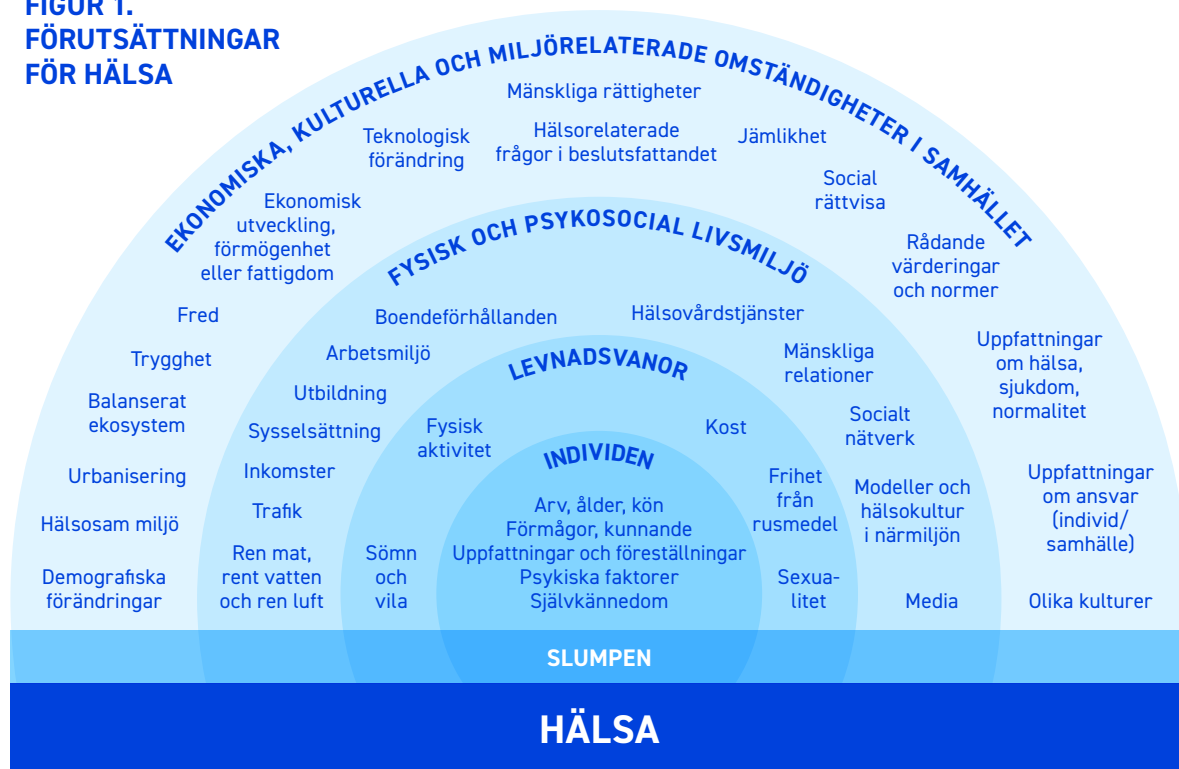 FIGUR 1.
FÖRUTSÄTTNINGAR
FÖR HÄLSA
EKONOMISKA, KULTURELLA OCH MILJÖRELATERADE OMSTÄNDIGHETER I SAMHÄLLET
Mänskliga rättigheter
Teknologisk
förändring
Hälsorelaterade
frågor i beslutsfattandet
Jämlikhet
Social
rättvisa
Ekonomisk
utveckling,
förmögenhet
eller fattigdom
Rådande
värderingar
och normer
Fred
Trygghet
Balanserat
ekosystem
Urbanisering
Hälsosam miljö
Demografiska
förändringar
Uppfattningar
om hälsa,
sjukdom,
normalitet
Uppfattningar
om ansvar
(individ/
samhälle)
Olika kulturer
FYSISK OCH PSYKOSOCIAL LIVSMILJÖ
Boendeförhållanden
Hälsovårdstjänster
Arbetsmiljö
Utbildning
Sysselsättning
Inkomster
Trafik
Ren mat,
rent vatten
och ren luft
Mänskliga
relationer
Socialt
nätverk
Modeller och
hälsokultur
i närmiljön
Media
LEVNADSVANOR
Fysisk
aktivitet
Kost
Sömn
och
vila
Frihet
från
rusmedel
Sexua-
litet
INDIVIDEN
Arv, ålder, kön
Förmågor, kunnande
Uppfattningar och föreställningar
Psykiska faktorer
Självkännedom
SLUMPEN
HÄLSA